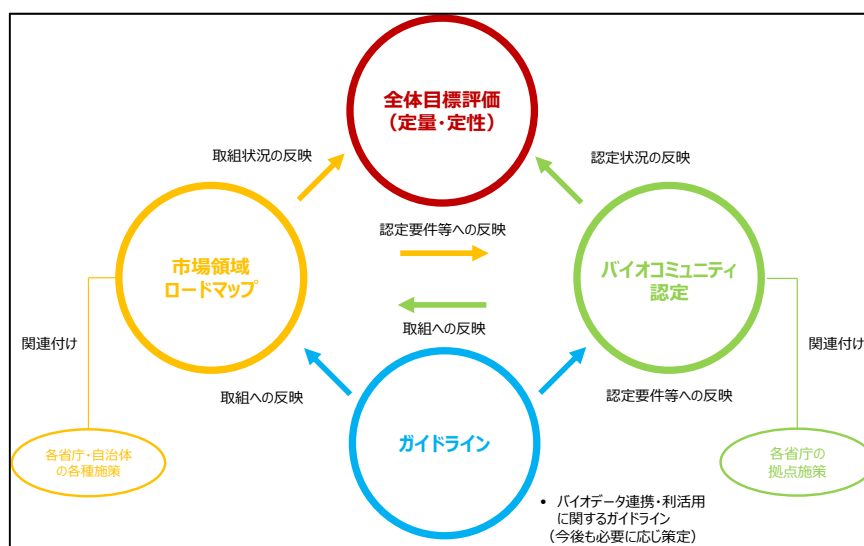 全体目標評価
（定量・定性）
取組状況の反映
認定状況の反映
認定要件等への反映
市場領域
ロードマップ
バイオコミュニティ
認定
取組への反映
関連付け
関連付け
取組への反映
認定要件等への反映
ガイドライン
各省庁・自治体
の各種施策
各省庁の
拠点施策
• バイオデータ連携・利活用
に関するガイドライン
（今後も必要に応じ策定）